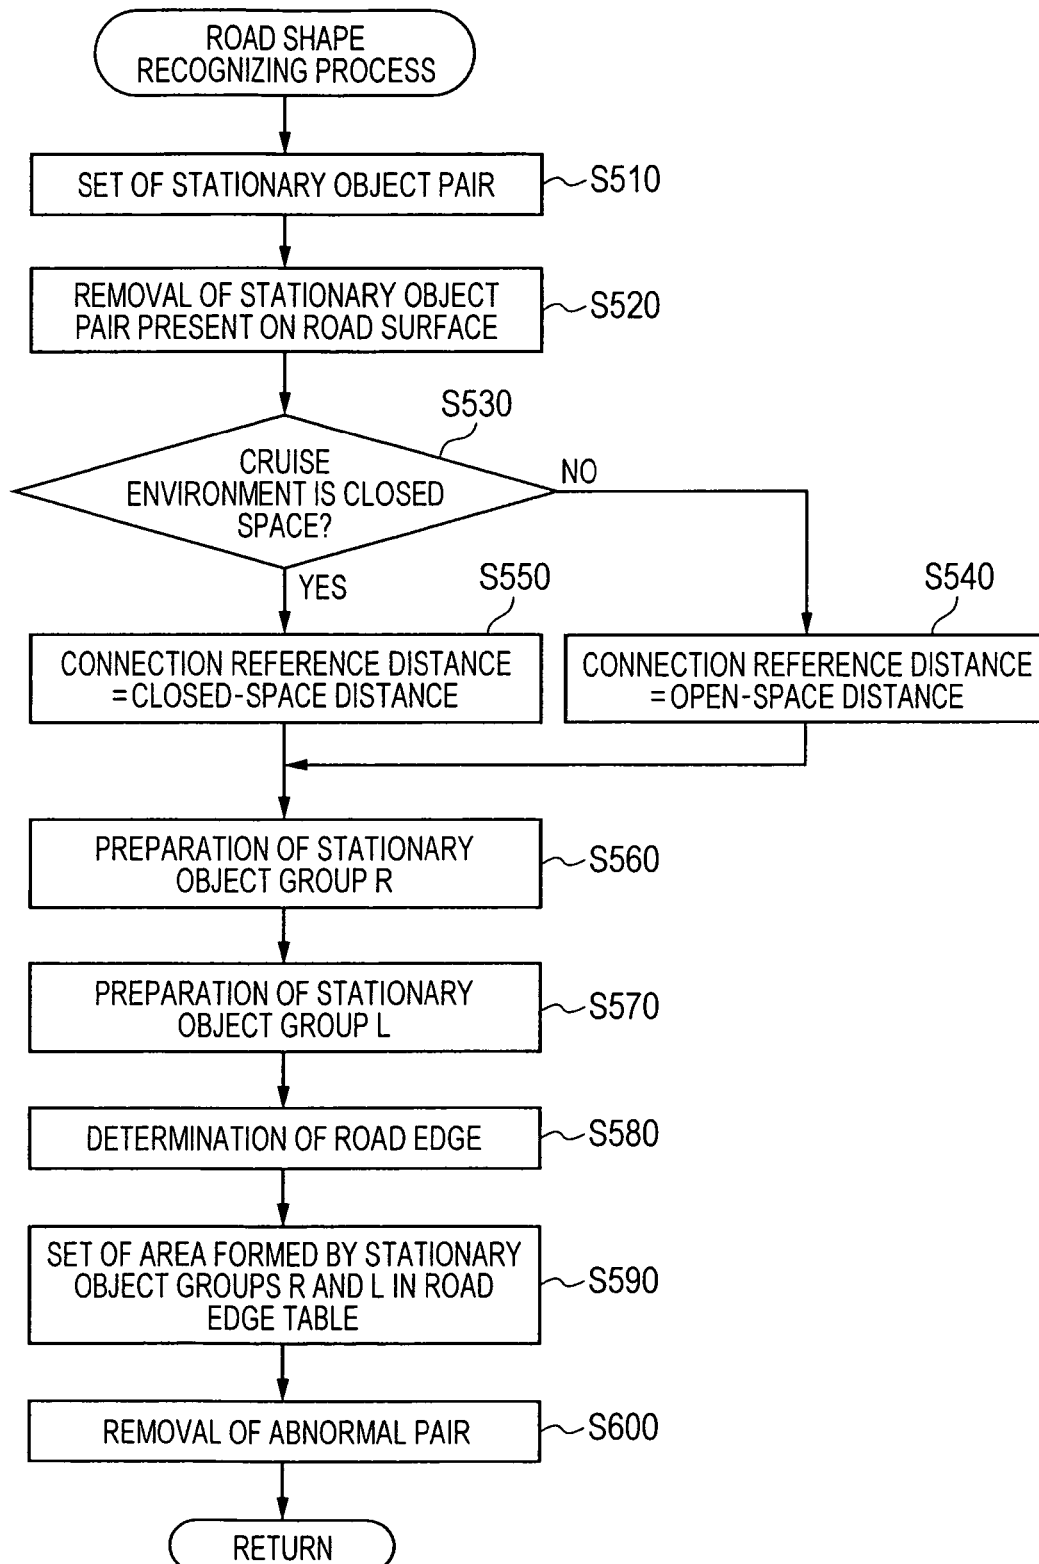 ROAD SHAPE
RECOGNIZING PROCESS
SET OF STATIONARY OBJECT PAIR
S510
REMOVAL OF STATIONARY OBJECT
PAIR PRESENT ON ROAD SURFACE
S520
S530
CRUISE
ENVIRONMENT IS CLOSED
SPACE?
NO
YES
S550
CONNECTION REFERENCE DISTANCE
=CLOSED-SPACE DISTANCE
S540
CONNECTION REFERENCE DISTANCE
=OPEN-SPACE DISTANCE
PREPARATION OF STATIONARY
OBJECT GROUP R
S560
PREPARATION OF STATIONARY
OBJECT GROUP L
S570
DETERMINATION OF ROAD EDGE
S580
SET OF AREA FORMED BY STATIONARY
OBJECT GROUPS R AND L IN ROAD
EDGE TABLE
S590
REMOVAL OF ABNORMAL PAIR
S600
RETURN